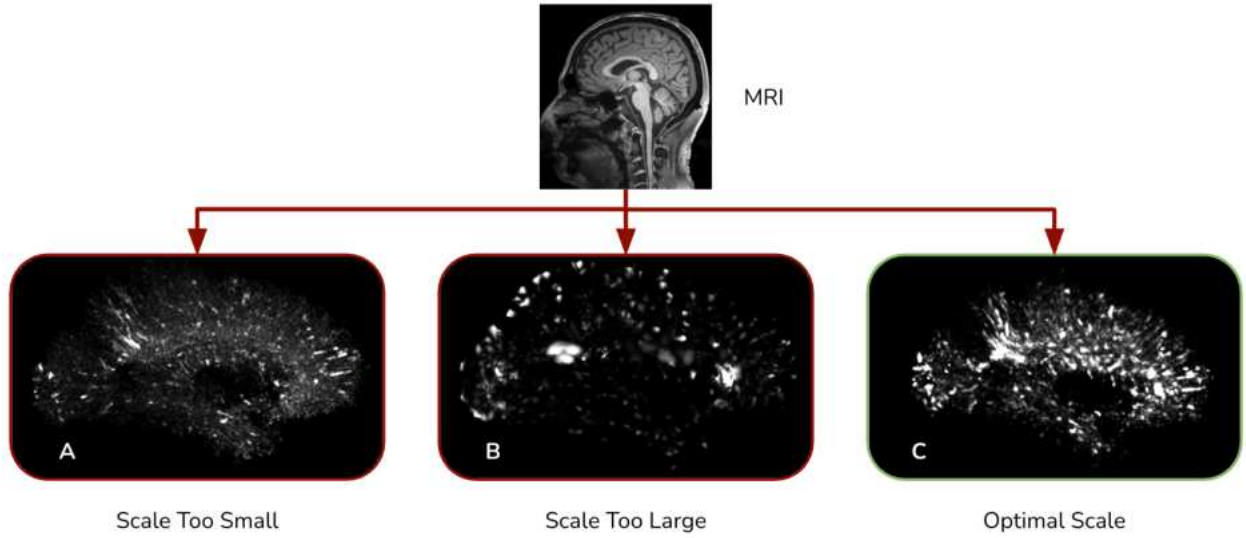 MRI
A
B
C
Scale Too Small
Scale Too Large
Optimal Scale